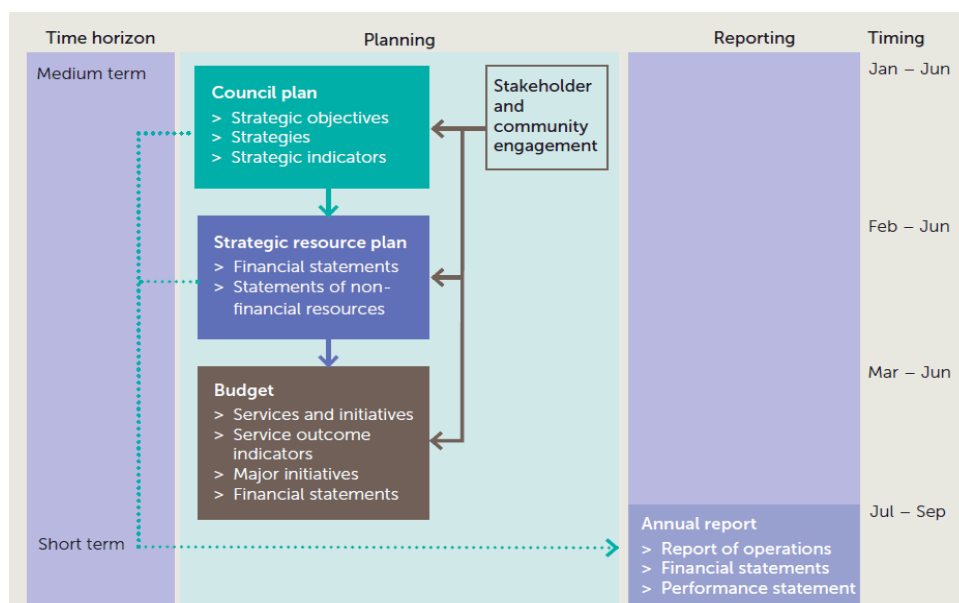 Time horizon
Planning
Reporting
Timing
Medium term
Jan – Jun
Council plan
> Strategic objectives
> Strategies
> Strategic indicators
Stakeholder
and
community
engagement
Feb – Jun
Strategic resource plan
> Financial statements
> Statements of non-
financial resources
Mar – Jun
Budget
> Services and initiatives
> Service outcome
indicators
> Major initiatives
> Financial statements
Jul – Sep
Short term
Annual report
> Report of operations
> Financial statements
> Performance statement